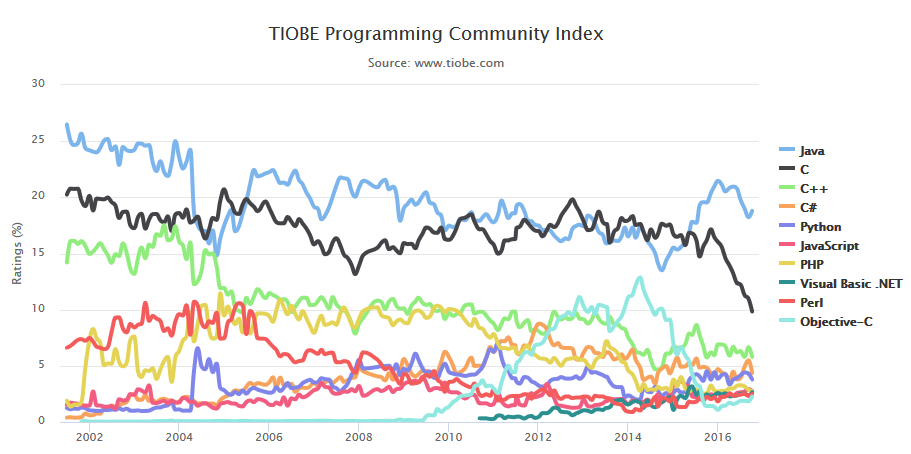 TIOBE Programming Community Index
Source: www.tiobe.com
Ratings (%)
30
25
20
15
10
5
0
2002 2004 2006 2008 2010 2012 2014 2016
Java
C
C++
C#
Python
JavaScript
PHP
Visual Basic .NET
Perl
Objective-C